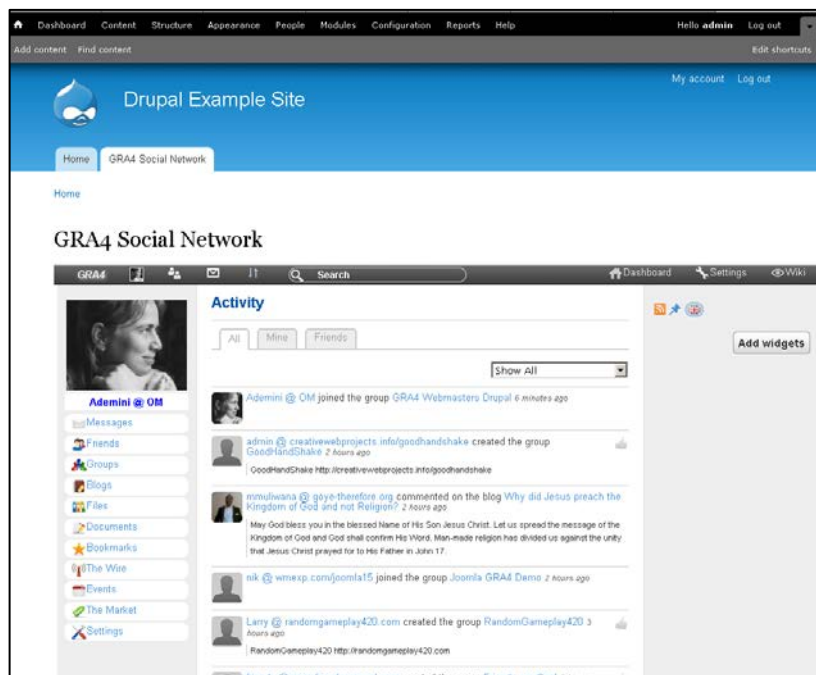 Dashboard Content Structure Appearance People Modules Configuration Reports Help Hello admin Log out
Add content Find content Edit shortcuts
My account Log out
Drupal Example Site
Home GRA4 Social Network
Home
GRA4 Social Network
GRA4 Search Dashboard Settings Wiki
Activity
All Mine Friends
Add widgets
Show All
Ademini @ OM
Messages
Friends
Groups
Blogs
Files
Documents
Bookmarks
The Wire
Events
The Market
Settings
Ademini @ OM joined the group GRA4 Webmasters Drupal 6 minutes ago
admin @ creativewebprojects.info/goodhandshake created the group
GoodHandShake 2 hours ago
GoodHandShake http://creativewebprojects.info/goodhandshake
mmuliwana @ goye-therefore.org commented on the blog Why did Jesus preach the
Kingdom of God and not Religion? 2 hours ago
May God bless you in the blessed Name of His Son Jesus Christ. Let us spread the message of the
Kingdom of God and God shall confirm His Word. Man-made religion has divided us against the unity
that Jesus Christ prayed for to His Father in John 17.
nik @ wmexp.com/joomla15 joined the group Joomla GRA4 Demo 2 hours ago
Larry @ randomgameplay420.com created the group RandomGameplay420 3
hours ago
RandomGameplay420 http://randomgameplay420.com